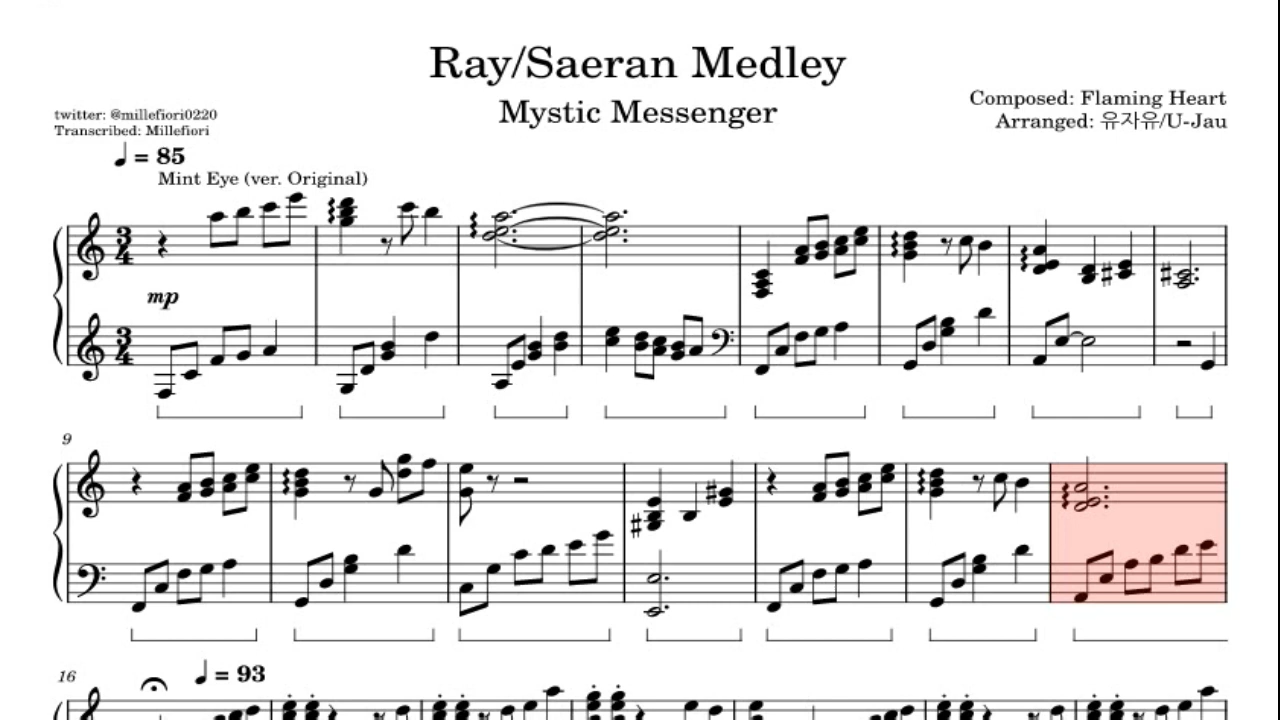 Ray/Saeran Medley
Mystic Messenger
Composed: Flaming Heart
Arranged: 유자유/U-Jau
twitter: @millefiori0220
Transcribed: Millefiori
♩ = 85
Mint Eye (ver. Original)
3 4
mp
3 4
9
16
♩ = 93